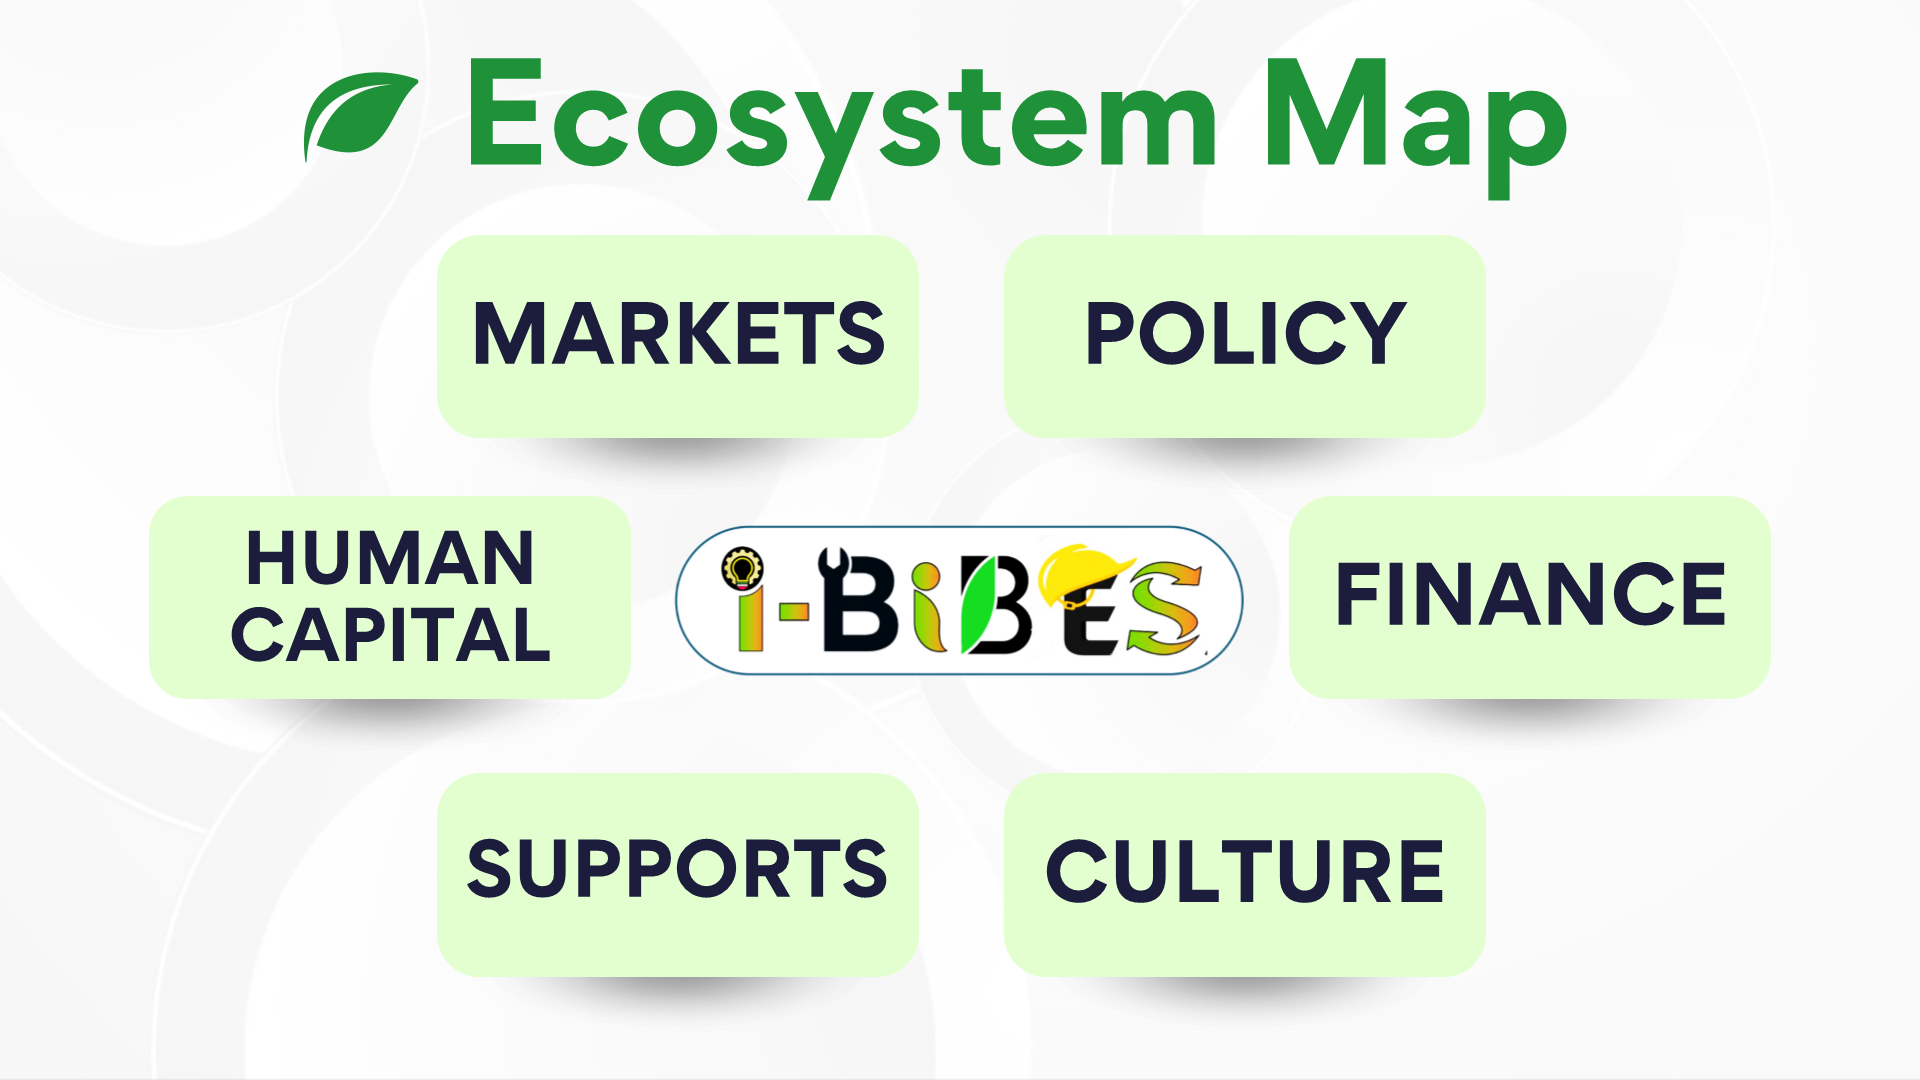 Ecosystem Map
MARKETS
POLICY
HUMAN
CAPITAL
i-BiBES
FINANCE
SUPPORTS
CULTURE